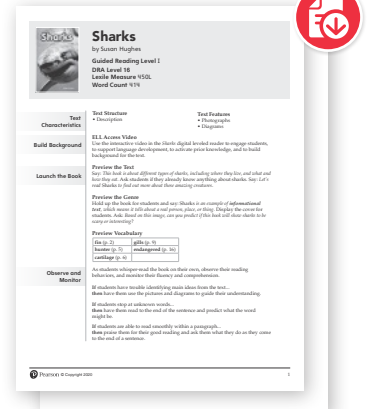 Sharks
Sharks
by Susan Hughes
Guided Reading Level I
DRA Level 16
Lexile Measure 450L
Word Count 414
Text
Characteristics
Text Structure
• Description
Text Features
• Photographs
• Diagrams
Build Background
ELL Access Video
Use the interactive video in the Sharks digital leveled reader to engage students,
to support language development, to activate prior knowledge, and to build
background for the text.
Launch the Book
Preview the Text
Say: This book is about different types of sharks, including where they live, and what and
how they eat. Ask students if they already know anything about sharks. Say: Let's
read Sharks to find out more about these amazing creatures.
Preview the Genre
Hold up the book for students and say: Sharks is an example of informational
text, which means it tells about a real person, place, or thing. Display the cover for
students. Ask: Based on this image, can you predict if this book will show sharks to be
scary or interesting?
Preview Vocabulary
fin (p. 2) gills (p. 9)
hunter (p. 5) endangered (p. 16)
cartilage (p. 6)
Observe and
Monitor
As students whisper-read the book on their own, observe their reading
behaviors, and monitor their fluency and comprehension.
If students have trouble identifying main ideas from the text...
then have them use the pictures and diagrams to guide their understanding.
If students stop at unknown words...
then have them read to the end of the sentence and predict what the word
might be.
If students are able to read smoothly within a paragraph...
then praise them for their good reading and ask them what they do as they come
to the end of a sentence.
Pearson © Copyright 2020
1